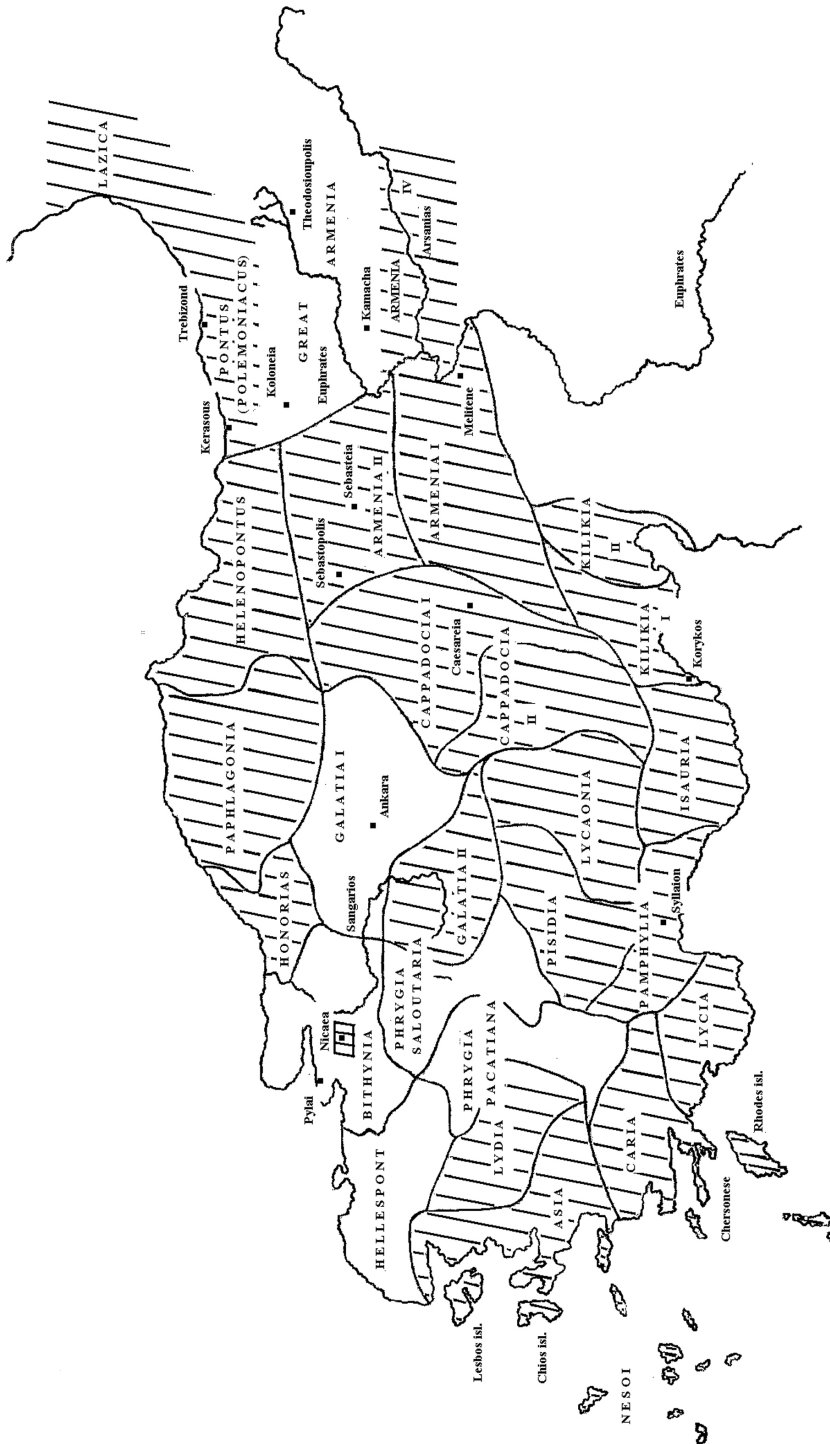 LAZICA
Trebizond
PONTUS
(POLEMONIACUS)
Kerasous
Koloneia
GREAT
ARMENIA
Theodosioupolis
Euphrates
Kamacha
ARMENIA
IV
Arsanias
Euphrates
HELENOPONTUS
Sebastopolis
Sebasteia
ARMENIA II
ARMENIA I
Melitene
PAPHLAGONIA
HONORIAS
GALATIA I
Ankara
Sangarios
CAPPADOCIA I
Caesareia
CAPPADOCIA
II
KILIKIA
II
KILIKIA
I
Korykos
Nicaea
Pylai
BITHYNIA
PHRYGIA
SALOUTARIA
GALATIA II
LYCAONIA
ISAURIA
PISIDIA
PAMPHYLIA
Syllaion
HELLESPONT
PHRYGIA
PACATIANA
LYDIA
ASIA
CARIA
LYCIA
Lesbos isl.
Chios isl.
NESOI
Chersonese
Rhodes isl.